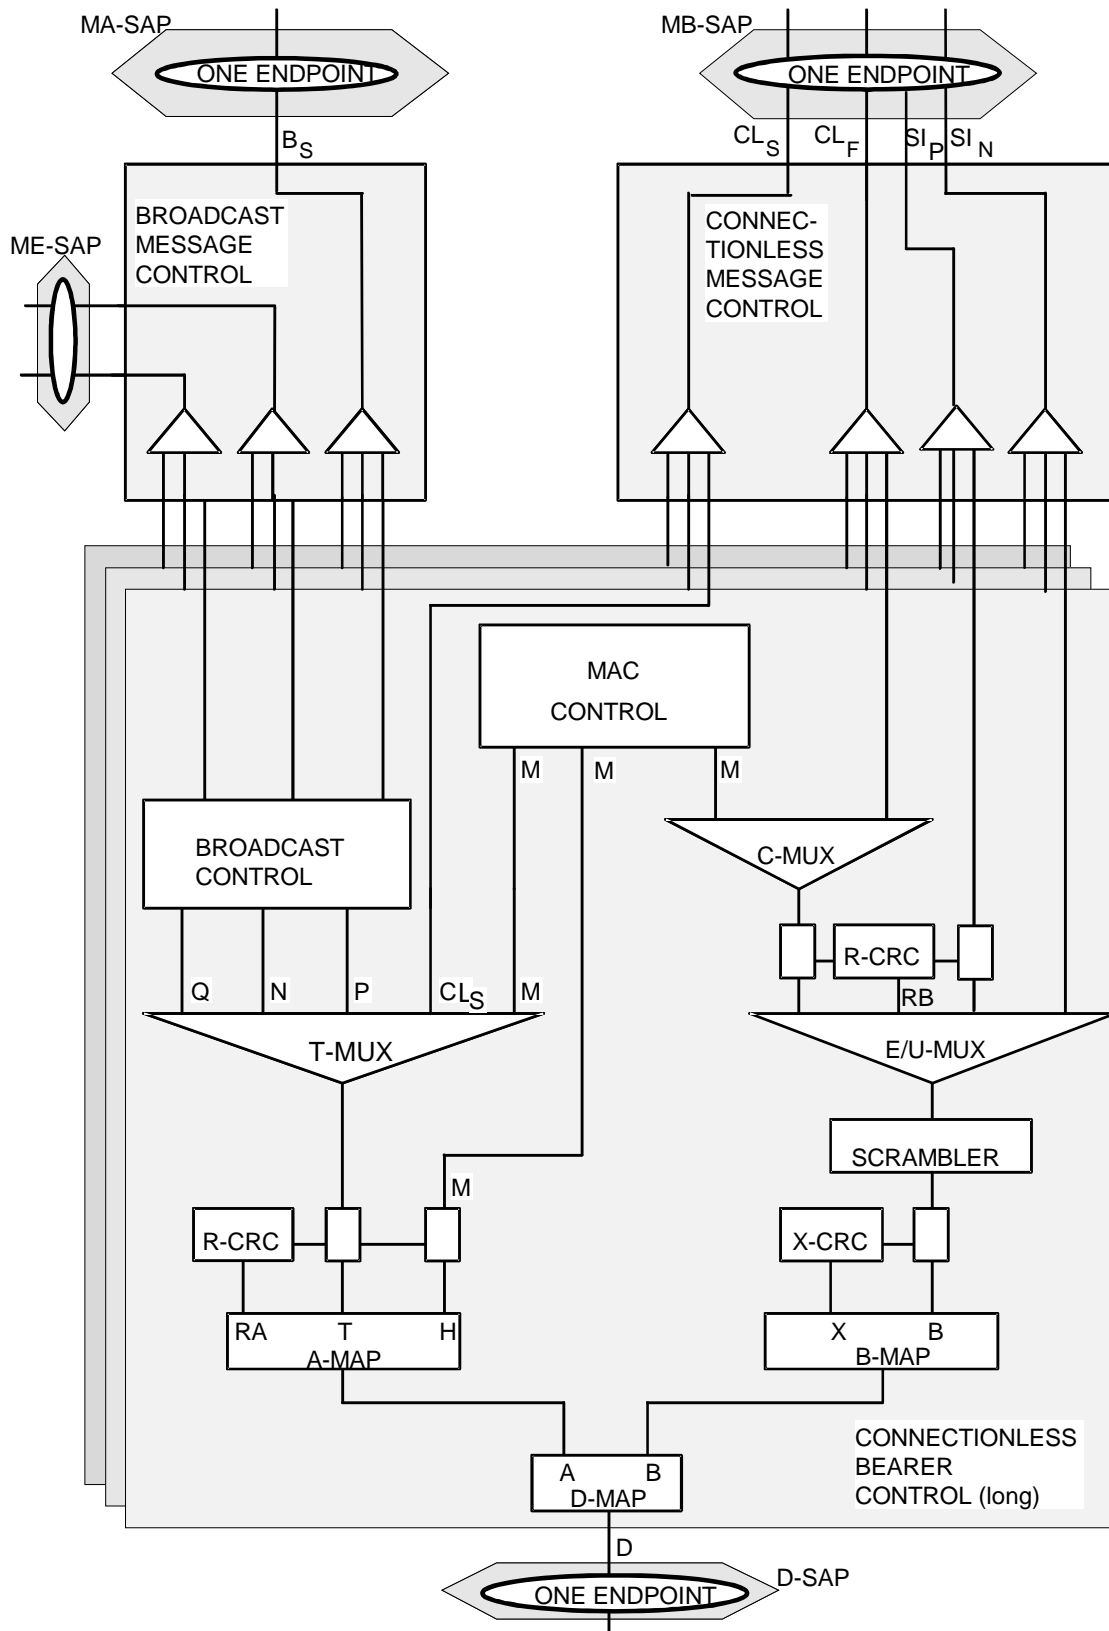 MA-SAP
MB-SAP
ONE ENDPOINT
ONE ENDPOINT
BS
CLS
CLF
SIP
SIN
BROADCAST
MESSAGE
CONTROL
CONNEC-
TIONLESS
MESSAGE
CONTROL
ME-SAP
MAC
CONTROL
M
M
M
BROADCAST
CONTROL
C-MUX
R-CRC
RB
Q
N
P
CLS
M
T-MUX
E/U-MUX
SCRAMBLER
M
R-CRC
X-CRC
RA
T
H
A-MAP
X
B
B-MAP
CONNECTIONLESS
BEARER
CONTROL (long)
A
B
D-MAP
D
ONE ENDPOINT
D-SAP